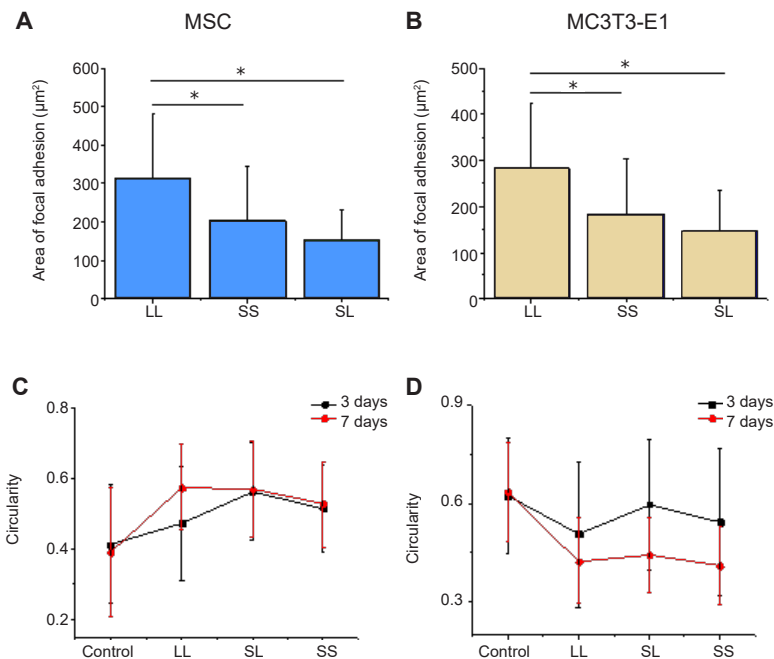 A MSC
Area of focal adhesion (µm²)
600
500
400
300
200
100
0
*
*
LL SS SL
B MC3T3-E1
Area of focal adhesion (µm²)
500
400
300
200
100
0
*
*
LL SS SL
C
3 days
7 days
Circularity
0.8
0.6
0.4
0.2
Control LL SL SS
D
3 days
7 days
Circularity
0.9
0.6
0.3
Control LL SL SS